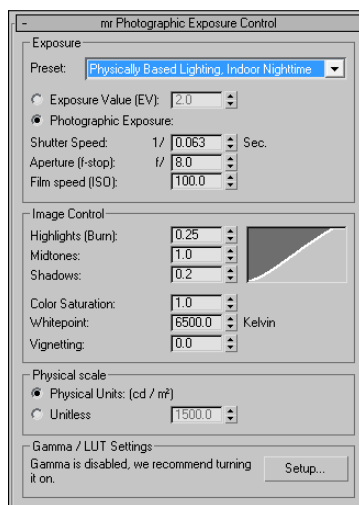 - mr Photographic Exposure Control
Exposure
Preset: Physically Based Lighting, Indoor Nighttime
Exposure Value (EV): 2.0
Photographic Exposure:
Shutter Speed: 1/ 0.063 Sec.
Aperture (f-stop): f/ 8.0
Film speed (ISO): 100.0
Image Control
Highlights (Burn): 0.25
Midtones: 1.0
Shadows: 0.2
Color Saturation: 1.0
Whitepoint: 6500.0 Kelvin
Vignetting: 0.0
Physical scale
Physical Units: (cd / m²)
Unitless 1500.0
Gamma / LUT Settings
Gamma is disabled, we recommend turning
it on.
Setup...